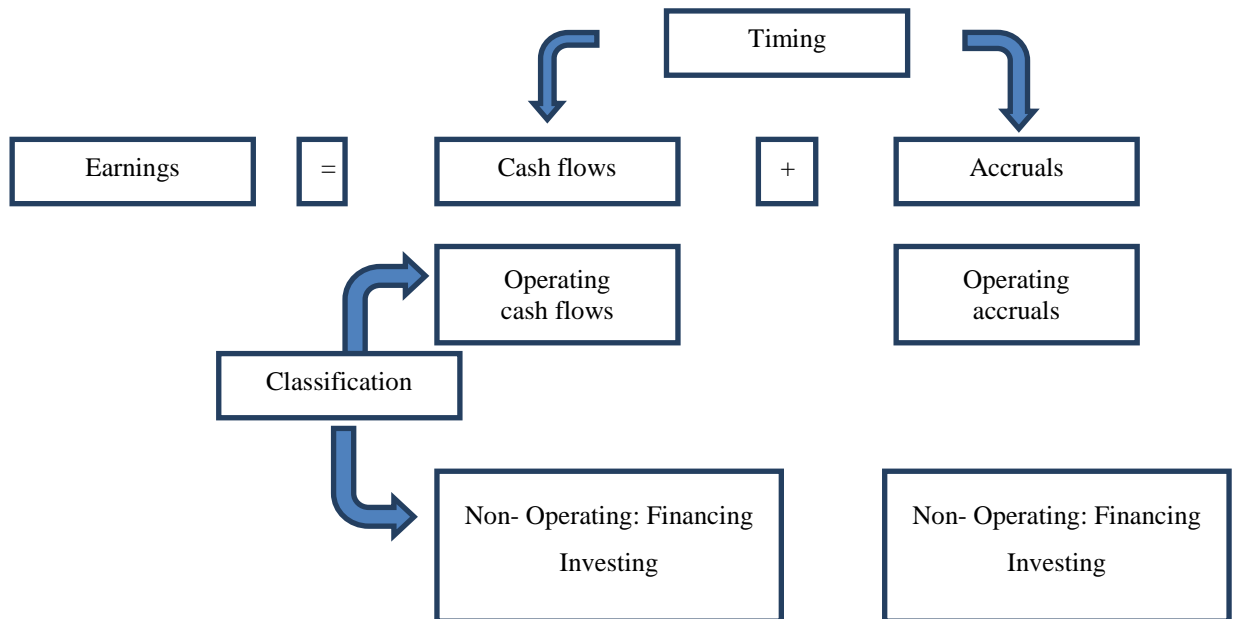 Timing
Earnings
=
Cash flows
+
Accruals
Operating
cash flows
Operating
accruals
Classification
Non- Operating: Financing
Investing
Non- Operating: Financing
Investing